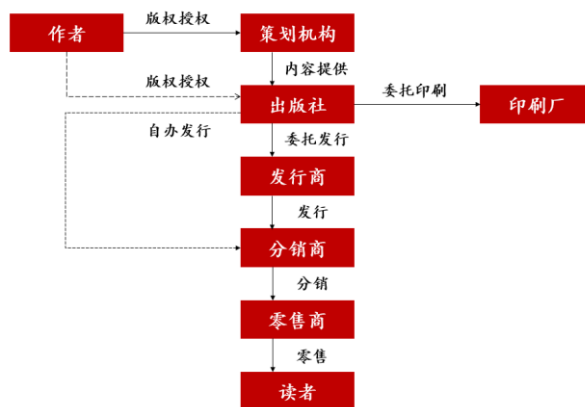 作者
版权授权
策划机构
内容提供
版权授权
出版社
委托印刷
印刷厂
自办发行
委托发行
发行商
发行
分销商
分销
零售商
零售
读者